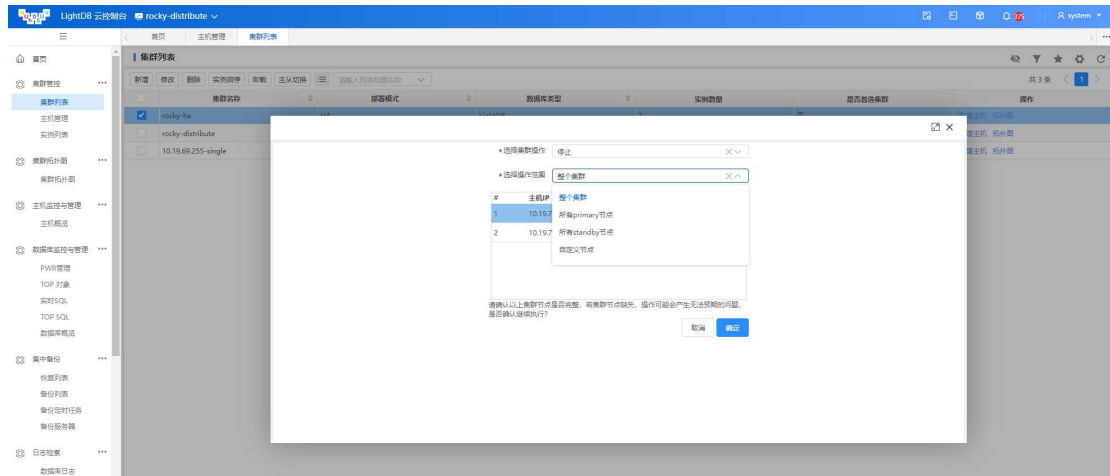 LightDB 云控制台 rocky-distribute
975
system
首页 主机管理 集群列表
首页
集群管控
集群列表
主机管理
实例列表
集群拓扑图
集群拓扑图
主机监控与管理
主机概览
数据库监控与管理
PWR管理
TOP 对象
实时SQL
TOP SQL
数据库概览
集中备份
恢复列表
备份列表
备份定时任务
备份服务器
日志检索
数据库日志
集群列表
新增 修改 删除 实例启停 卸载 主从切换 请输入列表标题名称
共 3 条 1
集群名称 部署模式 数据库类型 实例数量 是否首选集群 操作
rocky-ha
拓扑图
rocky-distribute
拓扑图
10.19.69.255-single
拓扑图
* 选择集群操作 停止
* 选择操作范围 整个集群
# 主机IP
1 10.19.7
2 10.19.7
整个集群
所有primary节点
所有standby节点
自定义节点
请确认以上集群节点是否完整，若集群节点缺失，操作可能会产生无法预期的问题，
是否确认继续执行？
取消 确定